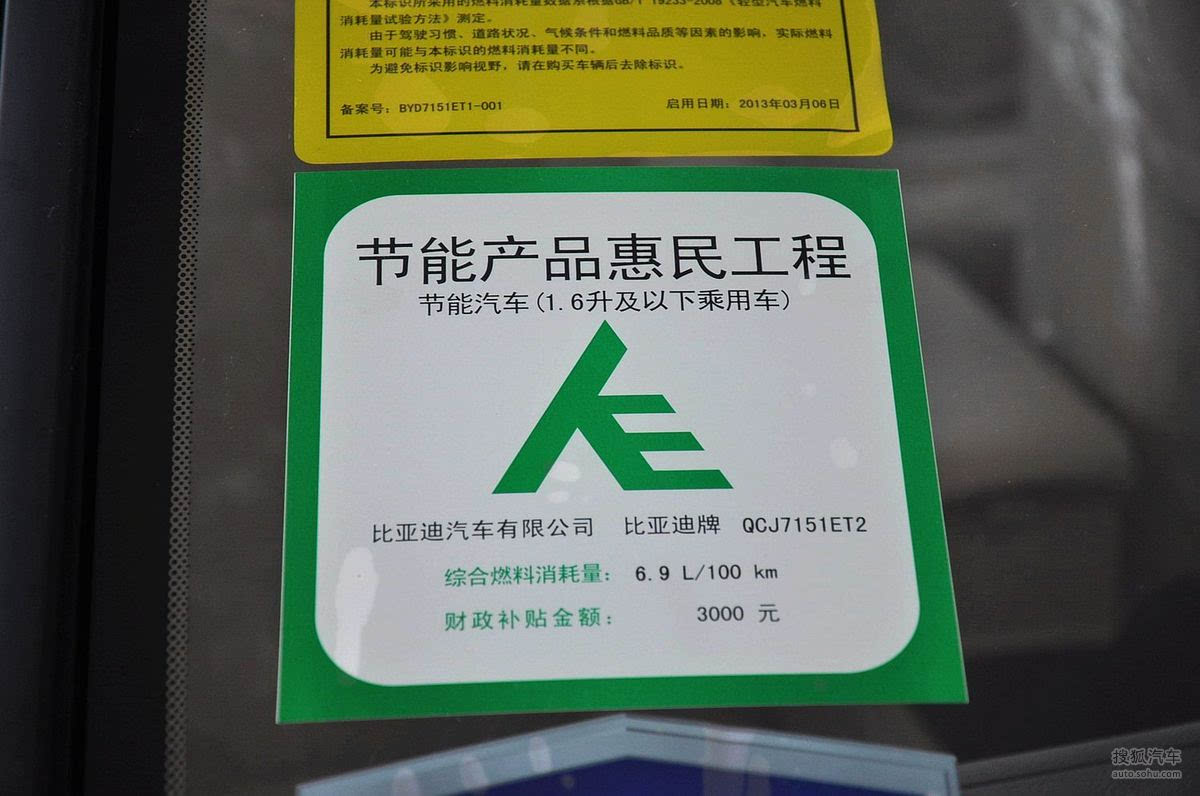 本标识所采用的燃料消耗量数据系根据GB/T 19233-2008《轻型汽车燃料
消耗量试验方法》测定。
由于驾驶习惯、道路状况、气候条件和燃料品质等因素的影响，实际燃料
消耗量可能与本标识的燃料消耗量不同。
为避免标识影响视野，请在购买车辆后去除标识。
备案号：BYD7151ET1-001 启用日期：2013年03月06日
节能产品惠民工程
节能汽车(1.6升及以下乘用车)
比亚迪汽车有限公司 比亚迪牌 QCJ7151ET2
综合燃料消耗量： 6.9 L/100 km
财政补贴金额： 3000 元
搜狐汽车
auto.sohu.com